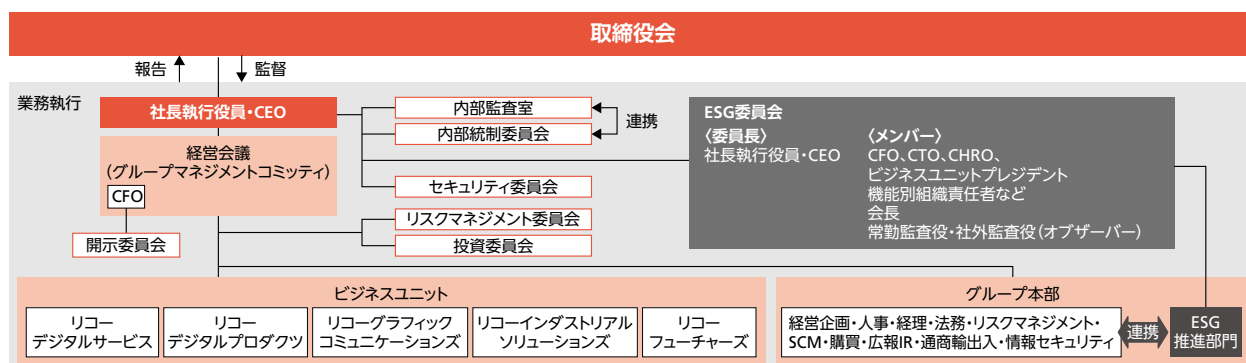 取締役会
報告
監督
業務執行
社長執行役員・CEO
経営会議
（グループマネジメントコミッティ）
CFO
開示委員会
内部監査室
内部統制委員会
連携
セキュリティ委員会
リスクマネジメント委員会
投資委員会
ESG委員会
〈委員長〉
社長執行役員・CEO
〈メンバー〉
CFO、CTO、CHRO、
ビジネスユニットプレジデント
機能別組織責任者など
会長
常勤監査役・社外監査役（オブザーバー）
ビジネスユニット
リコー
デジタルサービス
リコー
デジタルプロダクツ
リコーグラフィック
コミュニケーションズ
リコーインダストリアル
ソリューションズ
リコー
フューチャーズ
グループ本部
経営企画・人事・経理・法務・リスクマネジメント・
SCM・購買・広報IR・通商輸出入・情報セキュリティ
連携
ESG
推進部門